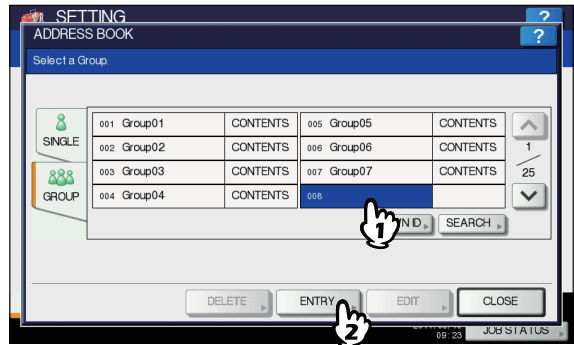 SETTING ?
ADDRESS BOOK ?
Select a Group.
SINGLE
GROUP
001 Group01 CONTENTS 005 Group05 CONTENTS
002 Group02 CONTENTS 006 Group06 CONTENTS
003 Group03 CONTENTS 007 Group07 CONTENTS
004 Group04 CONTENTS 008
1
25
1
SEARCH
DELETE ENTRY EDIT CLOSE
2
09:23 JOB STATUS